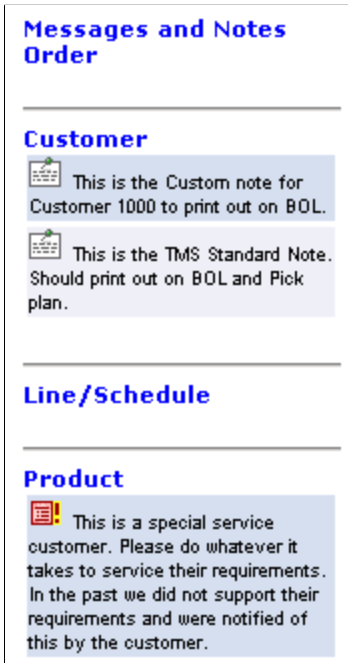 Messages and Notes
Order
Customer
This is the Custom note for
Customer 1000 to print out on BOL.
This is the TMS Standard Note.
Should print out on BOL and Pick
plan.
Line/Schedule
Product
This is a special service
customer. Please do whatever it
takes to service their requirements.
In the past we did not support their
requirements and were notified of
this by the customer.